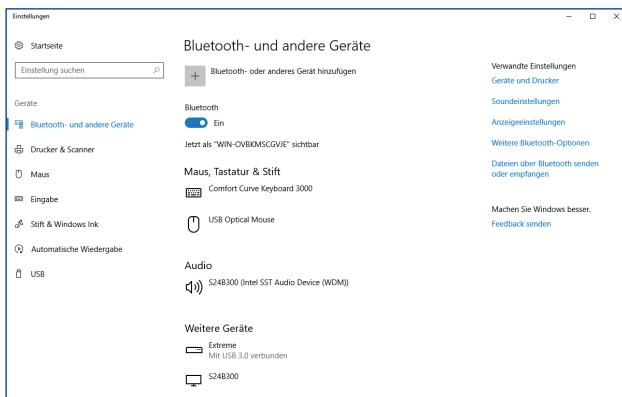 Einstellungen
Startseite
Einstellung suchen
Geräte
Bluetooth- und andere Geräte
Drucker & Scanner
Maus
Eingabe
Stift & Windows Ink
Automatische Wiedergabe
USB
Bluetooth- und andere Geräte
Bluetooth- oder anderes Gerät hinzufügen
Bluetooth
Ein
Jetzt als "WIN-OVBKMSCGVJE" sichtbar
Maus, Tastatur & Stift
Comfort Curve Keyboard 3000
USB Optical Mouse
Audio
S24B300 (Intel SST Audio Device (WDM))
Weitere Geräte
Extreme
Mit USB 3.0 verbunden
S24B300
Verwandte Einstellungen
Geräte und Drucker
Soundeinstellungen
Anzeigeeinstellungen
Weitere Bluetooth-Optionen
Dateien über Bluetooth senden
oder empfangen
Machen Sie Windows besser.
Feedback senden